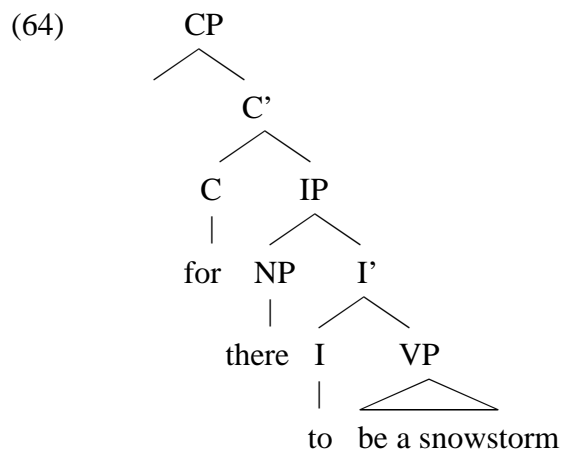 (64) CP
C’
C IP
for NP I’
there I VP
to be a snowstorm